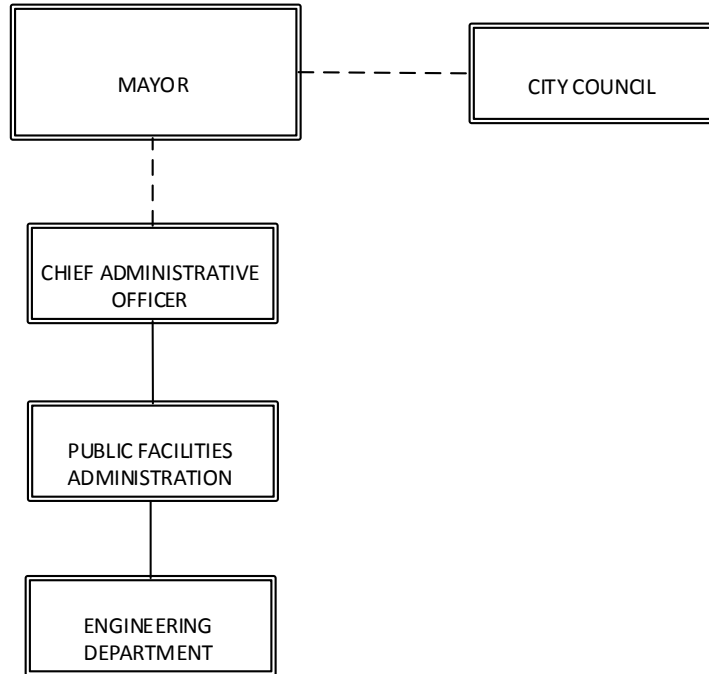 MAYOR
CITY COUNCIL
CHIEF ADMINISTRATIVE
OFFICER
PUBLIC FACILITIES
ADMINISTRATION
ENGINEERING
DEPARTMENT